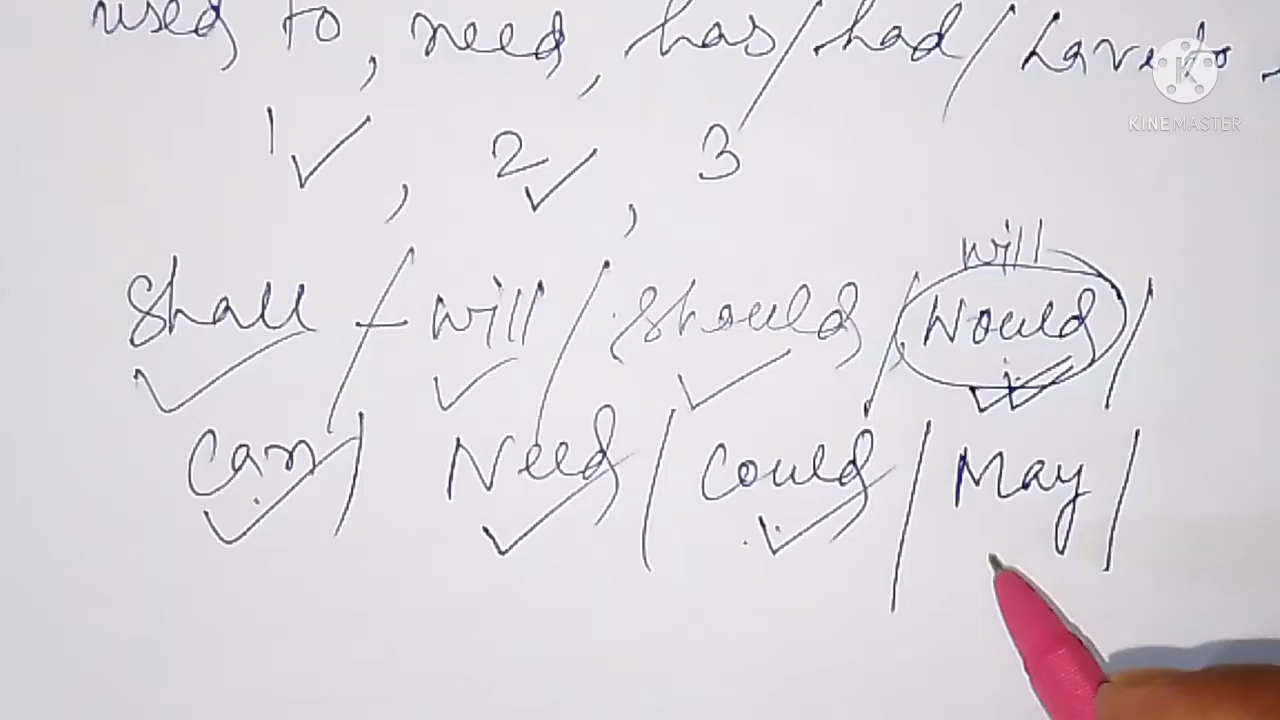 used to, need, has/had/have to
K
KINEMASTER
1✓, 2✓, 3
will
Shall / will / should / Would /
Can / Need / Could / May /